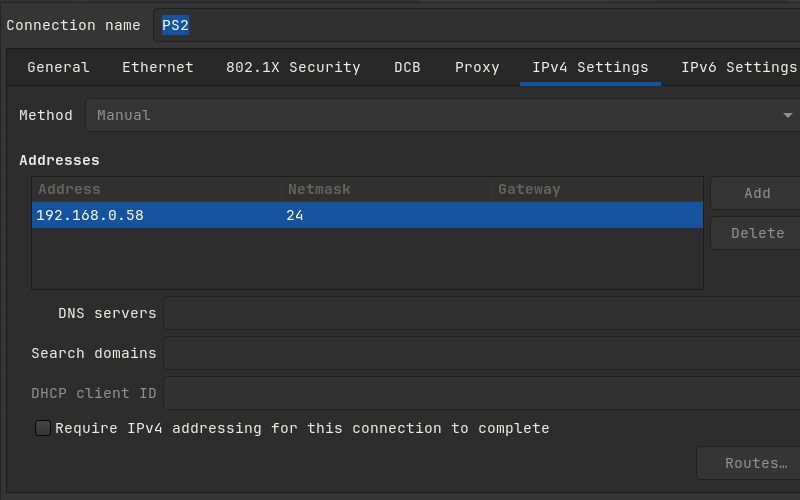 Connection name PS2
General Ethernet 802.1X Security DCB Proxy IPv4 Settings IPv6 Settings
Method Manual
Addresses
Address Netmask Gateway
192.168.0.58 24
Add
Delete
DNS servers
Search domains
DHCP client ID
Require IPv4 addressing for this connection to complete
Routes…